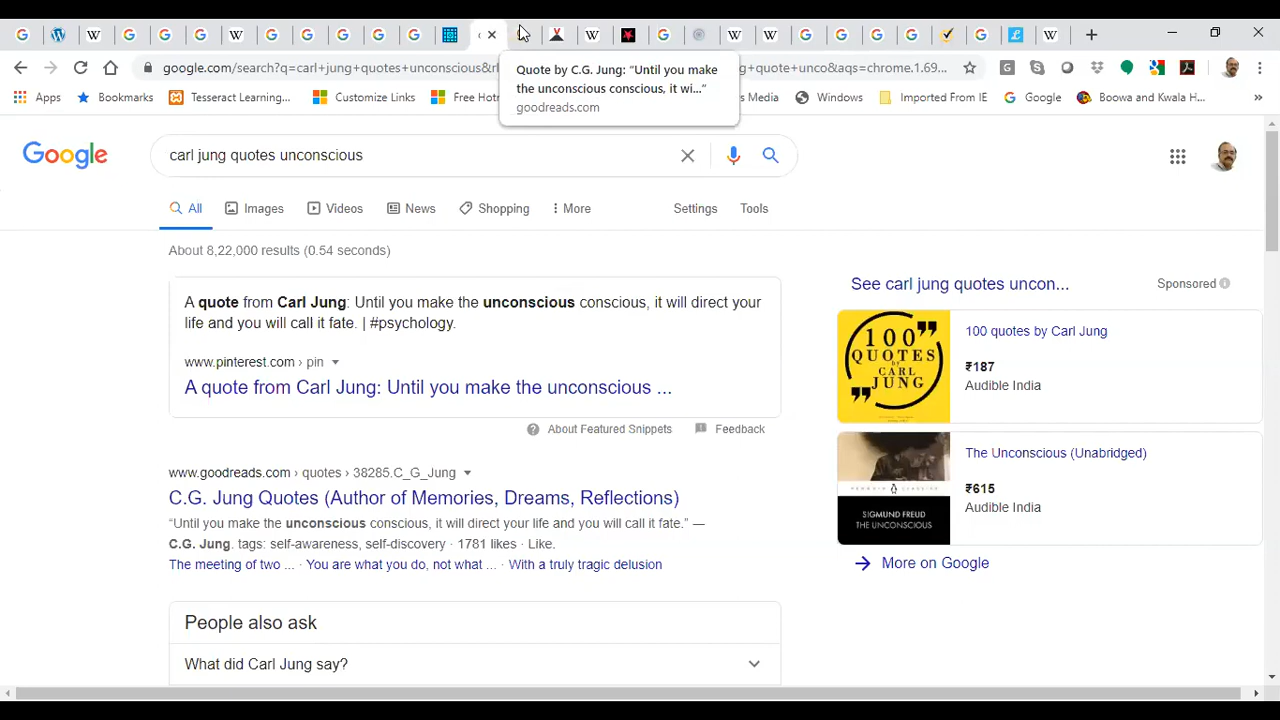 google.com/search?q=carl+jung+quotes+unconscious&rl
g+quote+unco&aqs=chrome.1.69...
Quote by C.G. Jung: “Until you make
the unconscious conscious, it wi...”
goodreads.com
Apps
Bookmarks
Tesseract Learning...
Customize Links
Free Hot
s Media
Windows
Imported From IE
Google
Boowa and Kwala H...
»
Google
carl jung quotes unconscious
All
Images
Videos
News
Shopping
More
Settings
Tools
About 8,22,000 results (0.54 seconds)
A quote from Carl Jung: Until you make the unconscious conscious, it will direct your
life and you will call it fate. | #psychology.
www.pinterest.com › pin
A quote from Carl Jung: Until you make the unconscious ...
About Featured Snippets
Feedback
www.goodreads.com › quotes › 38285.C_G_Jung
C.G. Jung Quotes (Author of Memories, Dreams, Reflections)
“Until you make the unconscious conscious, it will direct your life and you will call it fate.” —
C.G. Jung. tags: self-awareness, self-discovery · 1781 likes · Like.
The meeting of two ... · You are what you do, not what ... · With a truly tragic delusion
People also ask
What did Carl Jung say?
See carl jung quotes uncon...
Sponsored
100
QUOTES
by
CARL
JUNG
100 quotes by Carl Jung
₹187
Audible India
SIGMUND FREUD
THE UNCONSCIOUS
The Unconscious (Unabridged)
₹615
Audible India
More on Google